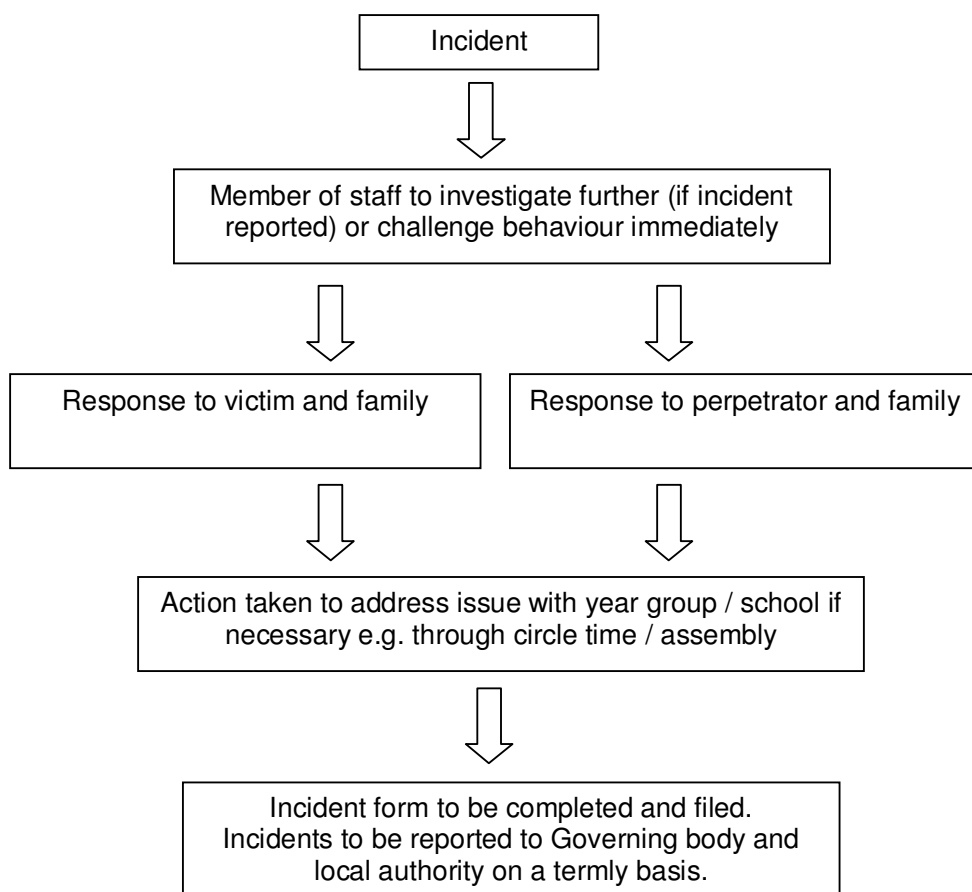 Incident
Member of staff to investigate further (if incident
reported) or challenge behaviour immediately
Response to victim and family
Response to perpetrator and family
Action taken to address issue with year group / school if
necessary e.g. through circle time / assembly
Incident form to be completed and filed.
Incidents to be reported to Governing body and
local authority on a termly basis.